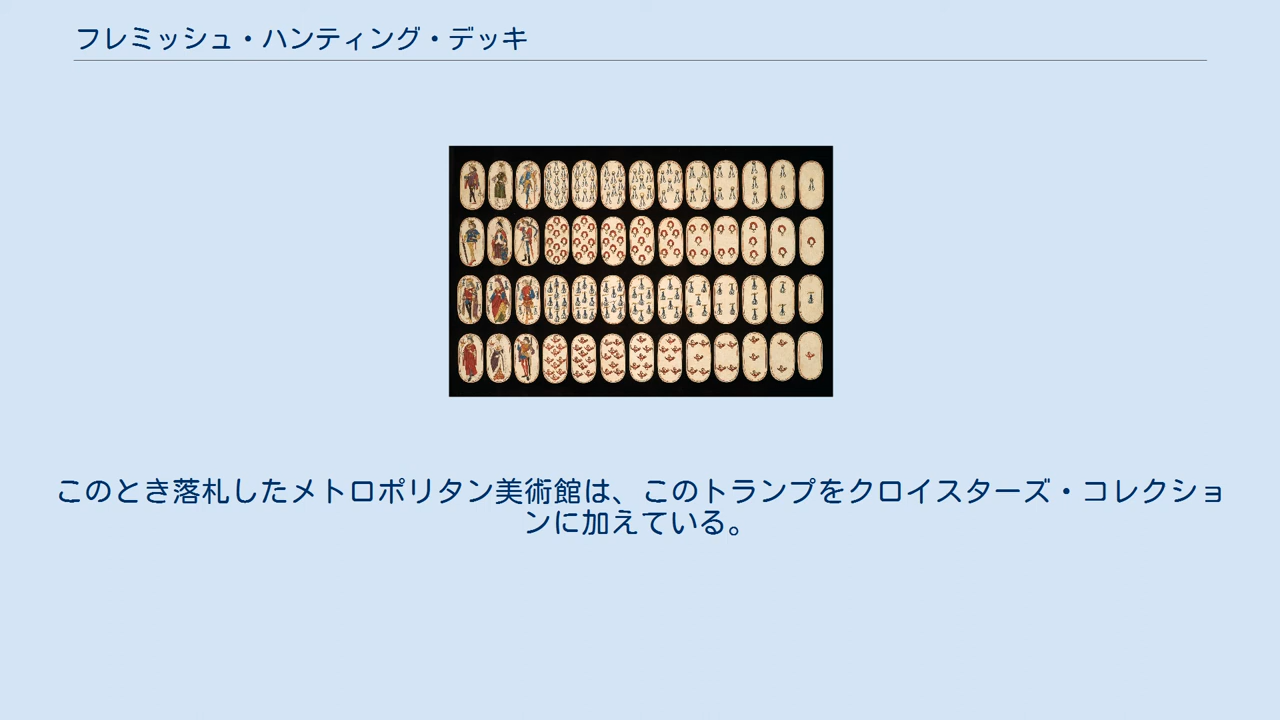 フレミッシュ・ハンティング・デッキ
このとき落札したメトロポリタン美術館は、このトランプをクロイスターズ・コレクショ
ンに加えている。